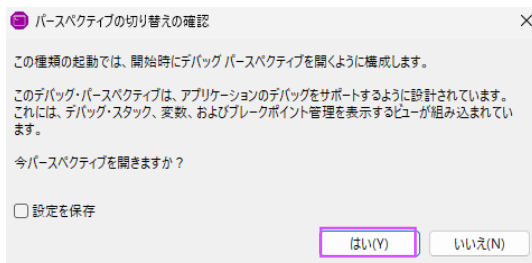 パースペクティブの切り替えの確認
この種類の起動では、開始時にデバッグ パースペクティブを開くように構成します。
このデバッグ・パースペクティブは、アプリケーションのデバッグをサポートするように設計されています。
これには、デバッグ・スタック、変数、およびブレークポイント管理を表示するビューが組み込まれてい
ます。
今パースペクティブを開きますか？
設定を保存
はい(Y)
いいえ(N)